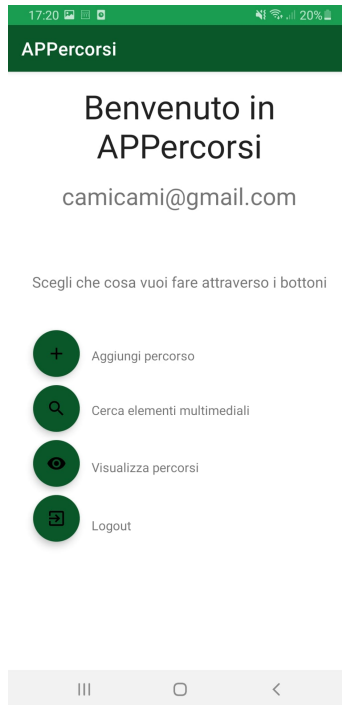 17:20
20%
APPercorsi
Benvenuto in
APPercorsi
camicami@gmail.com
Scegli che cosa vuoi fare attraverso i bottoni
Aggiungi percorso
Cerca elementi multimediali
Visualizza percorsi
Logout